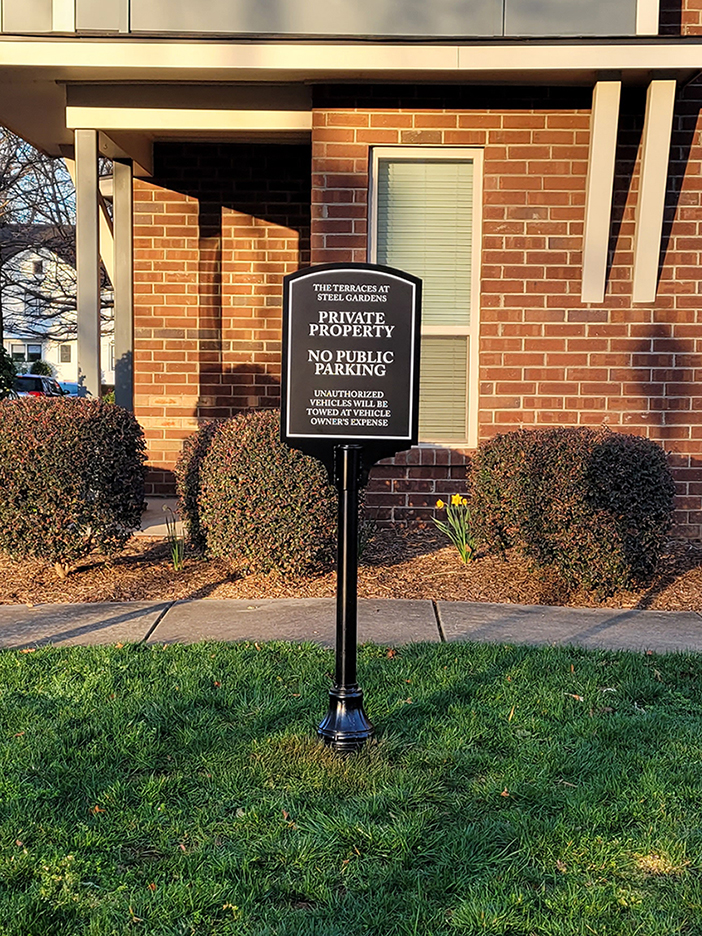 THE TERRACES AT
STEEL GARDENS
PRIVATE
PROPERTY
NO PUBLIC
PARKING
UNAUTHORIZED
VEHICLES WILL BE
TOWED AT VEHICLE
OWNER'S EXPENSE